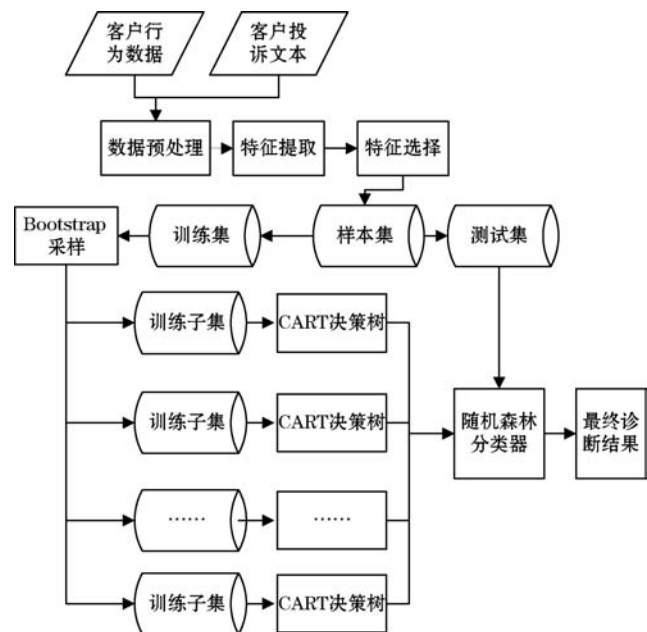 客户行
为数据
客户投
诉文本
数据预处理
特征提取
特征选择
Bootstrap
采样
训练集
样本集
测试集
训练子集
CART决策树
训练子集
CART决策树
随机森林
分类器
最终诊
断结果
……
……
训练子集
CART决策树